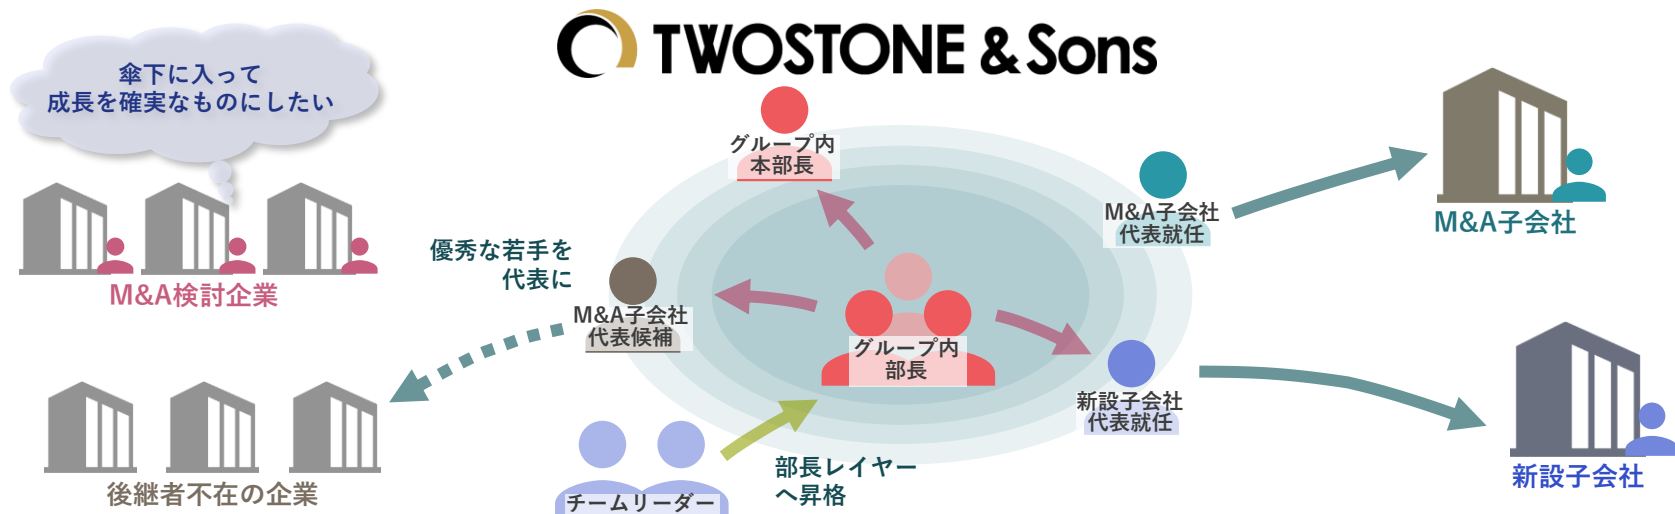 TWOSTONE & Sons
傘下に入って
成長を確実なものにしたい
M&A検討企業
後継者不在の企業
優秀な若手を
代表に
グループ内
本部長
M&A子会社
代表候補
グループ内
部長
チームリーダー
部長レイヤー
へ昇格
M&A子会社
代表就任
新設子会社
代表就任
M&A子会社
新設子会社